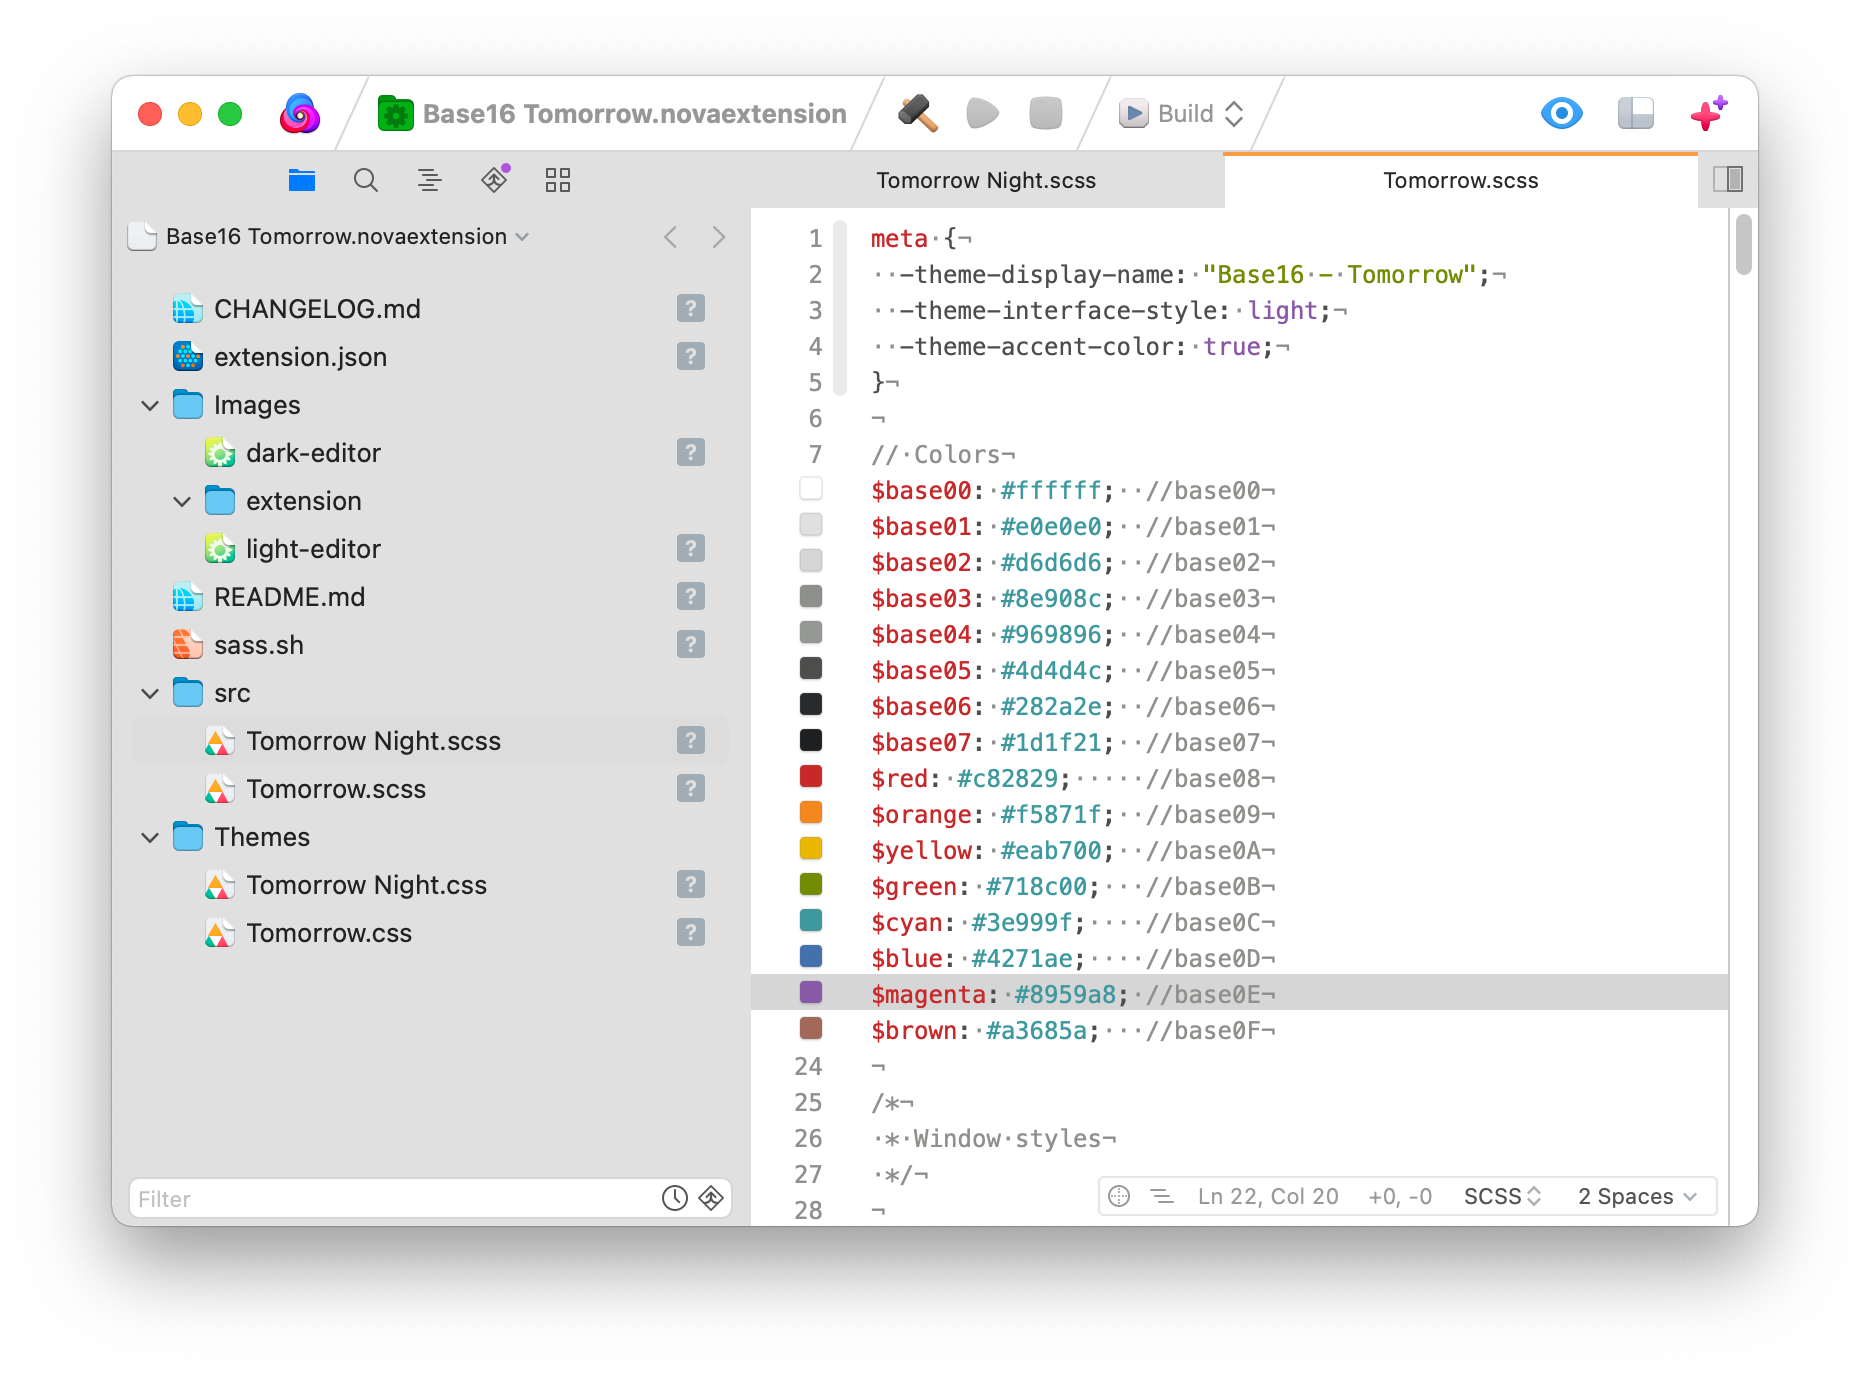 Base16 Tomorrow.novaextension
Build
Tomorrow Night.scss
Tomorrow.scss
Base16 Tomorrow.novaextension
CHANGELOG.md ?
extension.json ?
Images
dark-editor ?
extension
light-editor ?
README.md ?
sass.sh ?
src
Tomorrow Night.scss ?
Tomorrow.scss ?
Themes
Tomorrow Night.css ?
Tomorrow.css ?
Filter
1 meta·{¬
2 ··-theme-display-name:·"Base16·-·Tomorrow";¬
3 ··-theme-interface-style:·light;¬
4 ··-theme-accent-color:·true;¬
5 }¬
6 ¬
7 //·Colors¬
$base00:·#ffffff;··//base00¬
$base01:·#e0e0e0;··//base01¬
$base02:·#d6d6d6;··//base02¬
$base03:·#8e908c;··//base03¬
$base04:·#969896;··//base04¬
$base05:·#4d4d4c;··//base05¬
$base06:·#282a2e;··//base06¬
$base07:·#1d1f21;··//base07¬
$red:·#c82829;·····//base08¬
$orange:·#f5871f;··//base09¬
$yellow:·#eab700;··//base0A¬
$green:·#718c00;···//base0B¬
$cyan:·#3e999f;····//base0C¬
$blue:·#4271ae;····//base0D¬
$magenta:·#8959a8;·//base0E¬
$brown:·#a3685a;···//base0F¬
24 ¬
25 /*¬
26 ·*·Window·styles¬
27 ·*/¬
28 ¬
Ln 22, Col 20 +0, -0 SCSS 2 Spaces